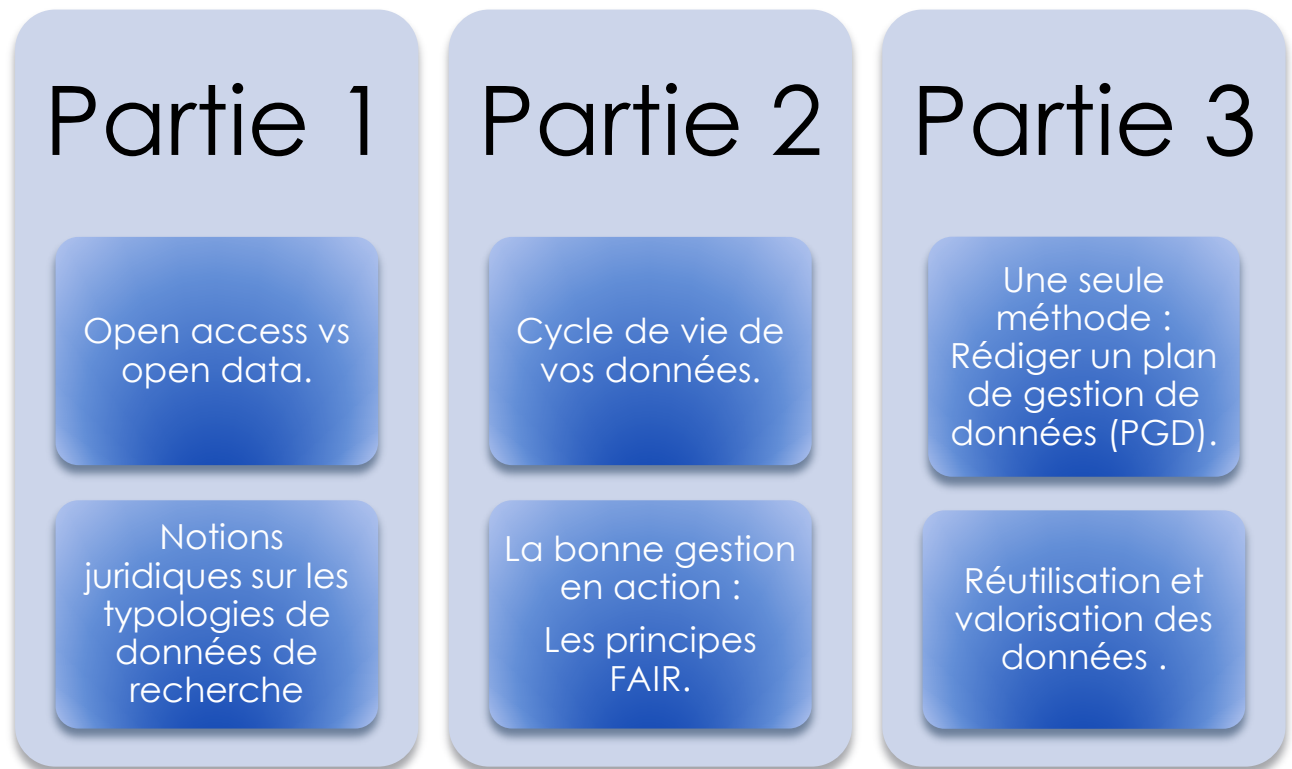 Partie 1
Open access vs
open data.
Notions
juridiques sur les
typologies de
données de
recherche
Partie 2
Cycle de vie de
vos données.
La bonne gestion
en action :
Les principes
FAIR.
Partie 3
Une seule
méthode :
Rédiger un plan
de gestion de
données (PGD).
Réutilisation et
valorisation des
données .